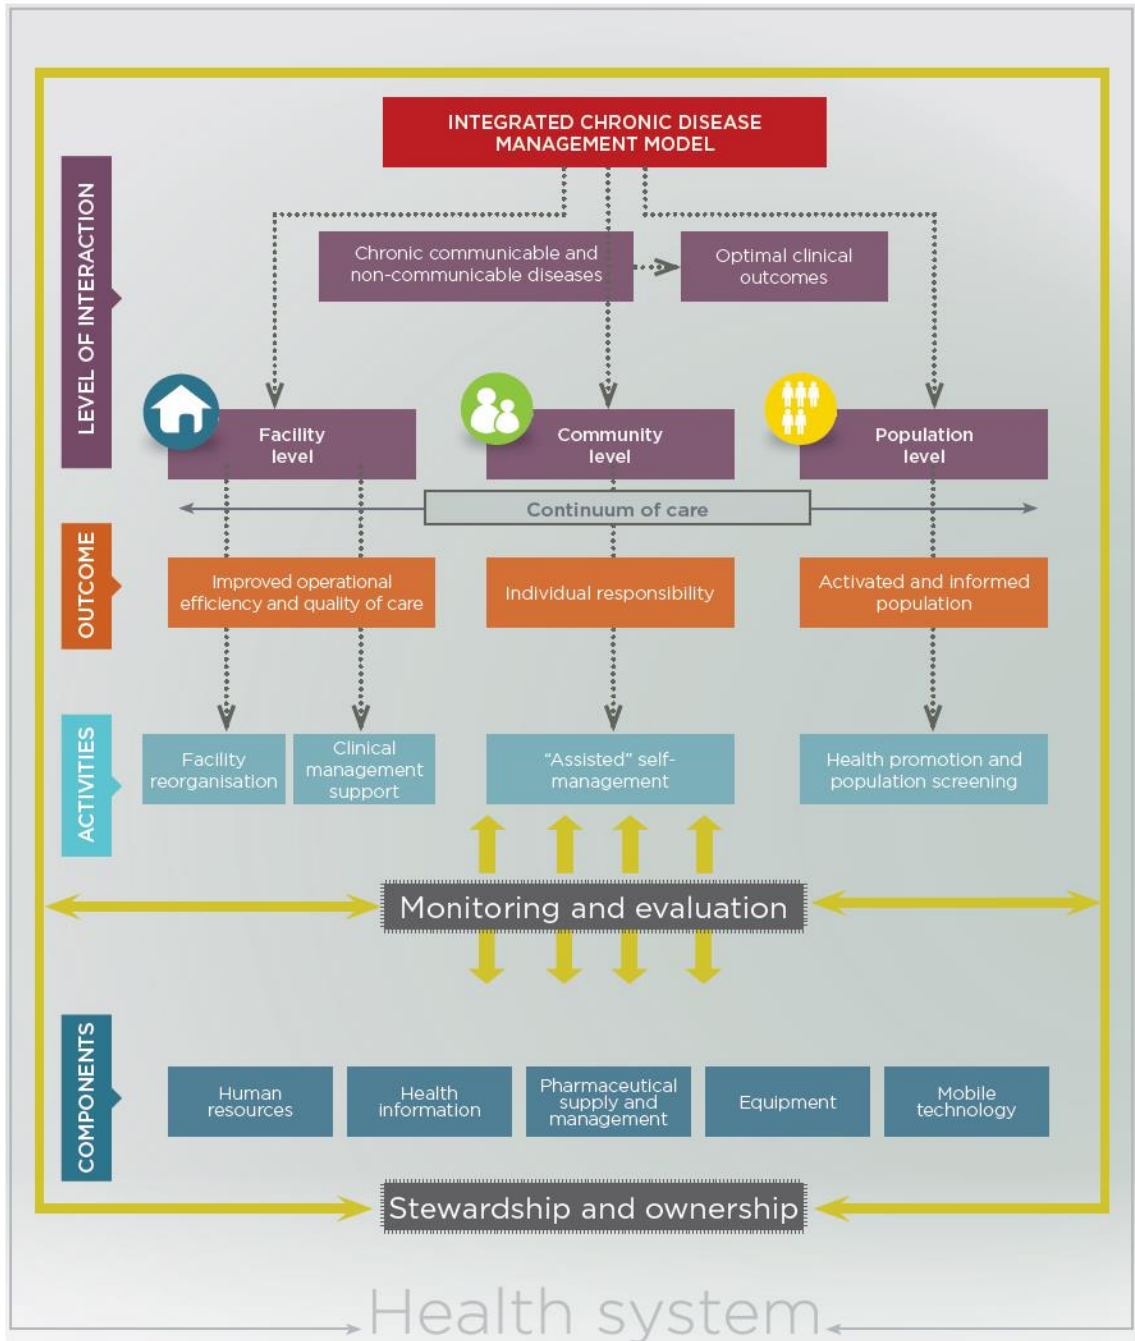 INTEGRATED CHRONIC DISEASE
MANAGEMENT MODEL
LEVEL OF INTERACTION
Chronic communicable and
non-communicable diseases
Optimal clinical
outcomes
Facility
level
Community
level
Population
level
Continuum of care
OUTCOME
Improved operational
efficiency and quality of care
Individual responsibility
Activated and informed
population
ACTIVITIES
Facility
reorganisation
Clinical
management
support
"Assisted" self-
management
Health promotion and
population screening
Monitoring and evaluation
COMPONENTS
Human
resources
Health
information
Pharmaceutical
supply and
management
Equipment
Mobile
technology
Stewardship and ownership
Health system